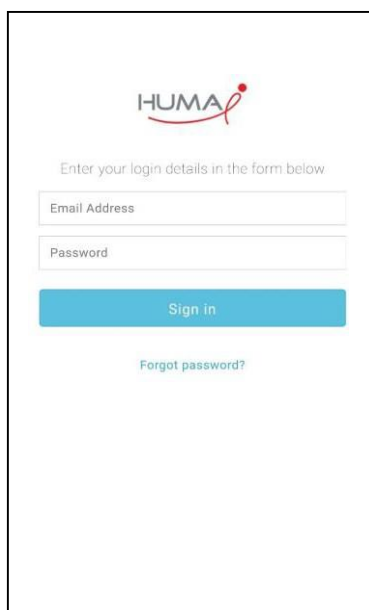 HUMA
Enter your login details in the form below
Email Address
Password
Sign in
Forgot password?